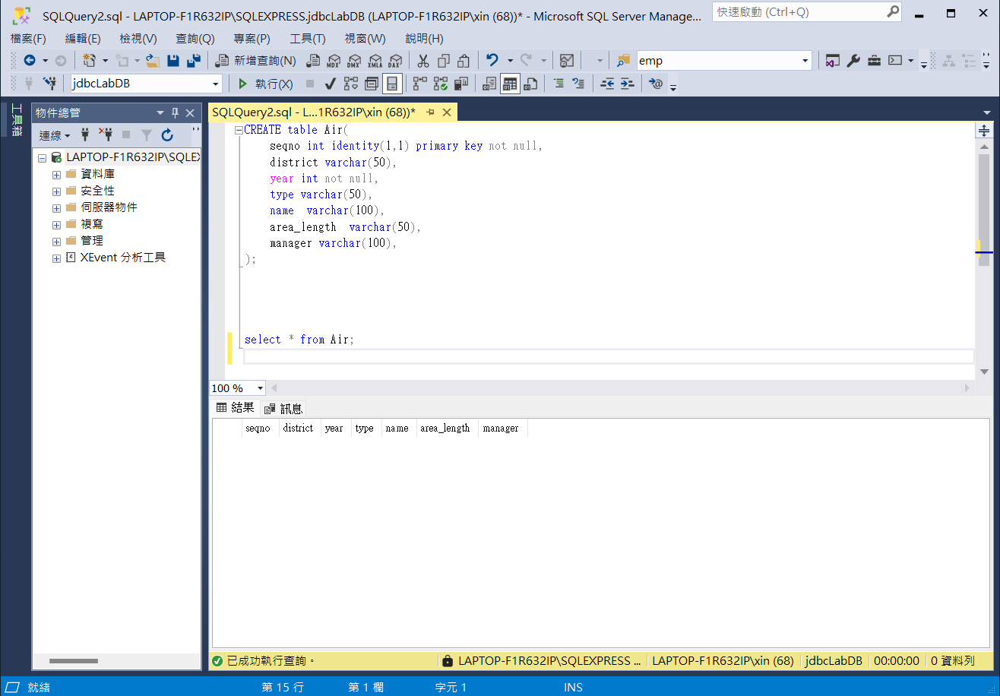 SQLQuery2.sql - LAPTOP-F1R632IP\SQLEXPRESS.jdbcLabDB (LAPTOP-F1R632IP\xin (68))* - Microsoft SQL Server Manage...
快速啟動 (Ctrl+Q)
檔案(F) 編輯(E) 檢視(V) 查詢(Q) 專案(P) 工具(T) 視窗(W) 說明(H)
新增查詢(N) MDX DMX XMLA DAX emp
jdbcLabDB 執行(X)
工具箱
物件總管
連線
LAPTOP-F1R632IP\SQLEX
資料庫
安全性
伺服器物件
複寫
管理
XEvent 分析工具
SQLQuery2.sql - L...1R632IP\xin (68))*
CREATE table Air(
seqno int identity(1,1) primary key not null,
district varchar(50),
year int not null,
type varchar(50),
name  varchar(100),
area_length  varchar(50),
manager varchar(100),
);
select * from Air;
100 %
結果 訊息
seqno district year type name area_length manager
已成功執行查詢。 LAPTOP-F1R632IP\SQLEXPRESS ... LAPTOP-F1R632IP\xin (68) jdbcLabDB 00:00:00 0 資料列
就緒 第 15 行 第 1 欄 字元 1 INS